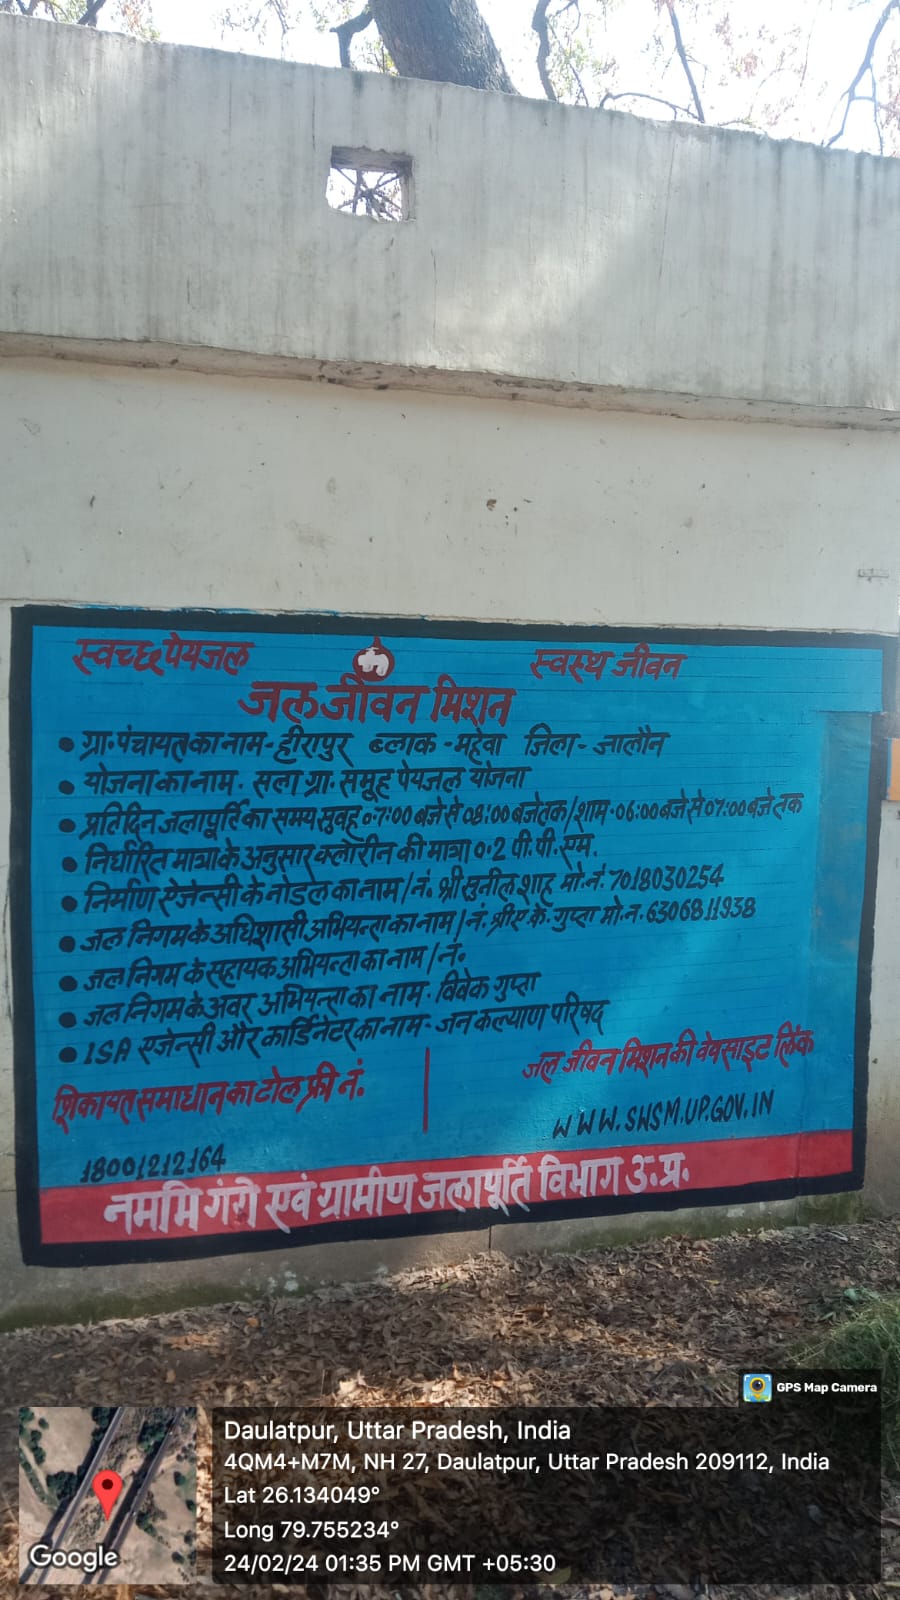 स्वच्छ पेयजल
स्वस्थ जीवन
जल जीवन मिशन
• ग्रा. पंचायत का नाम - हीरापुर ब्लाक - महेवा जिला - जालौन
• योजना का नाम - सला ग्रा. समूह पेयजल योजना
• प्रतिदिन जलापूर्ति का समय सुवह 07:00 बजे से 08:00 बजे तक / शाम - 06:00 बजे से 07:00 बजे तक
• निर्धारित मात्रा के अनुसार क्लोरीन की मात्रा 0.2 पी.पी.एम.
• निर्माण ऐजेन्सी के नोडल का नाम / नं. श्री सुनील शाह मो.नं. 7018030254
• जल निगम के अधिशासी अभियन्ता का नाम / नं. श्री ए.के. गुप्ता मो.न. 6306811938
• जल निगम के सहायक अभियन्ता का नाम / नं.
• जल निगम के अवर अभियन्ता का नाम - विवेक गुप्ता
• ISA एजेन्सी और कार्डिनेटर का नाम - जन कल्याण परिषद
शिकायत समाधान का टोल फ्री नं.
18001212164
जल जीवन मिशन की वेवसाइट लिंक
WWW.SWSM.UP.GOV.IN
नममि गंगे एवं ग्रामीण जलापूर्ति विभाग उ.प्र.
GPS Map Camera
Daulatpur, Uttar Pradesh, India
4QM4+M7M, NH 27, Daulatpur, Uttar Pradesh 209112, India
Lat 26.134049°
Long 79.755234°
24/02/24 01:35 PM GMT +05:30
Google